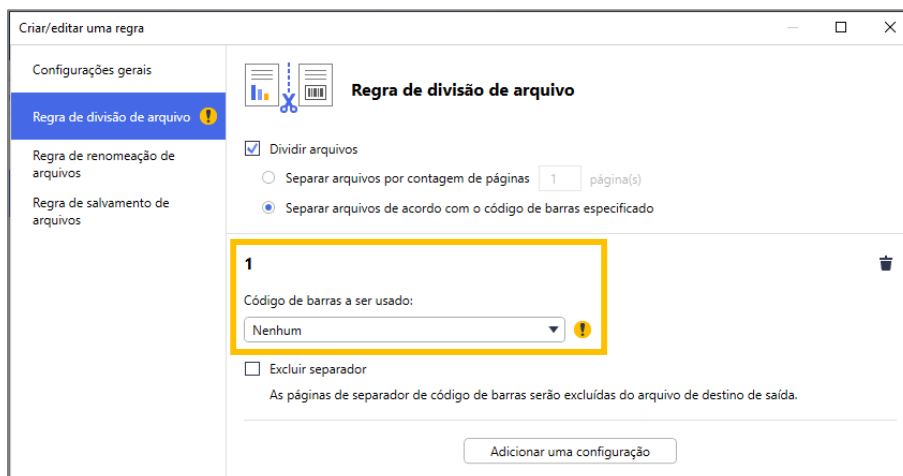 Criar/editar uma regra
Configurações gerais
Regra de divisão de arquivo
Regra de renomeação de
arquivos
Regra de salvamento de
arquivos
Regra de divisão de arquivo
Dividir arquivos
Separar arquivos por contagem de páginas 1 página(s)
Separar arquivos de acordo com o código de barras especificado
1
Código de barras a ser usado:
Nenhum
Excluir separador
As páginas de separador de código de barras serão excluídas do arquivo de destino de saída.
Adicionar uma configuração